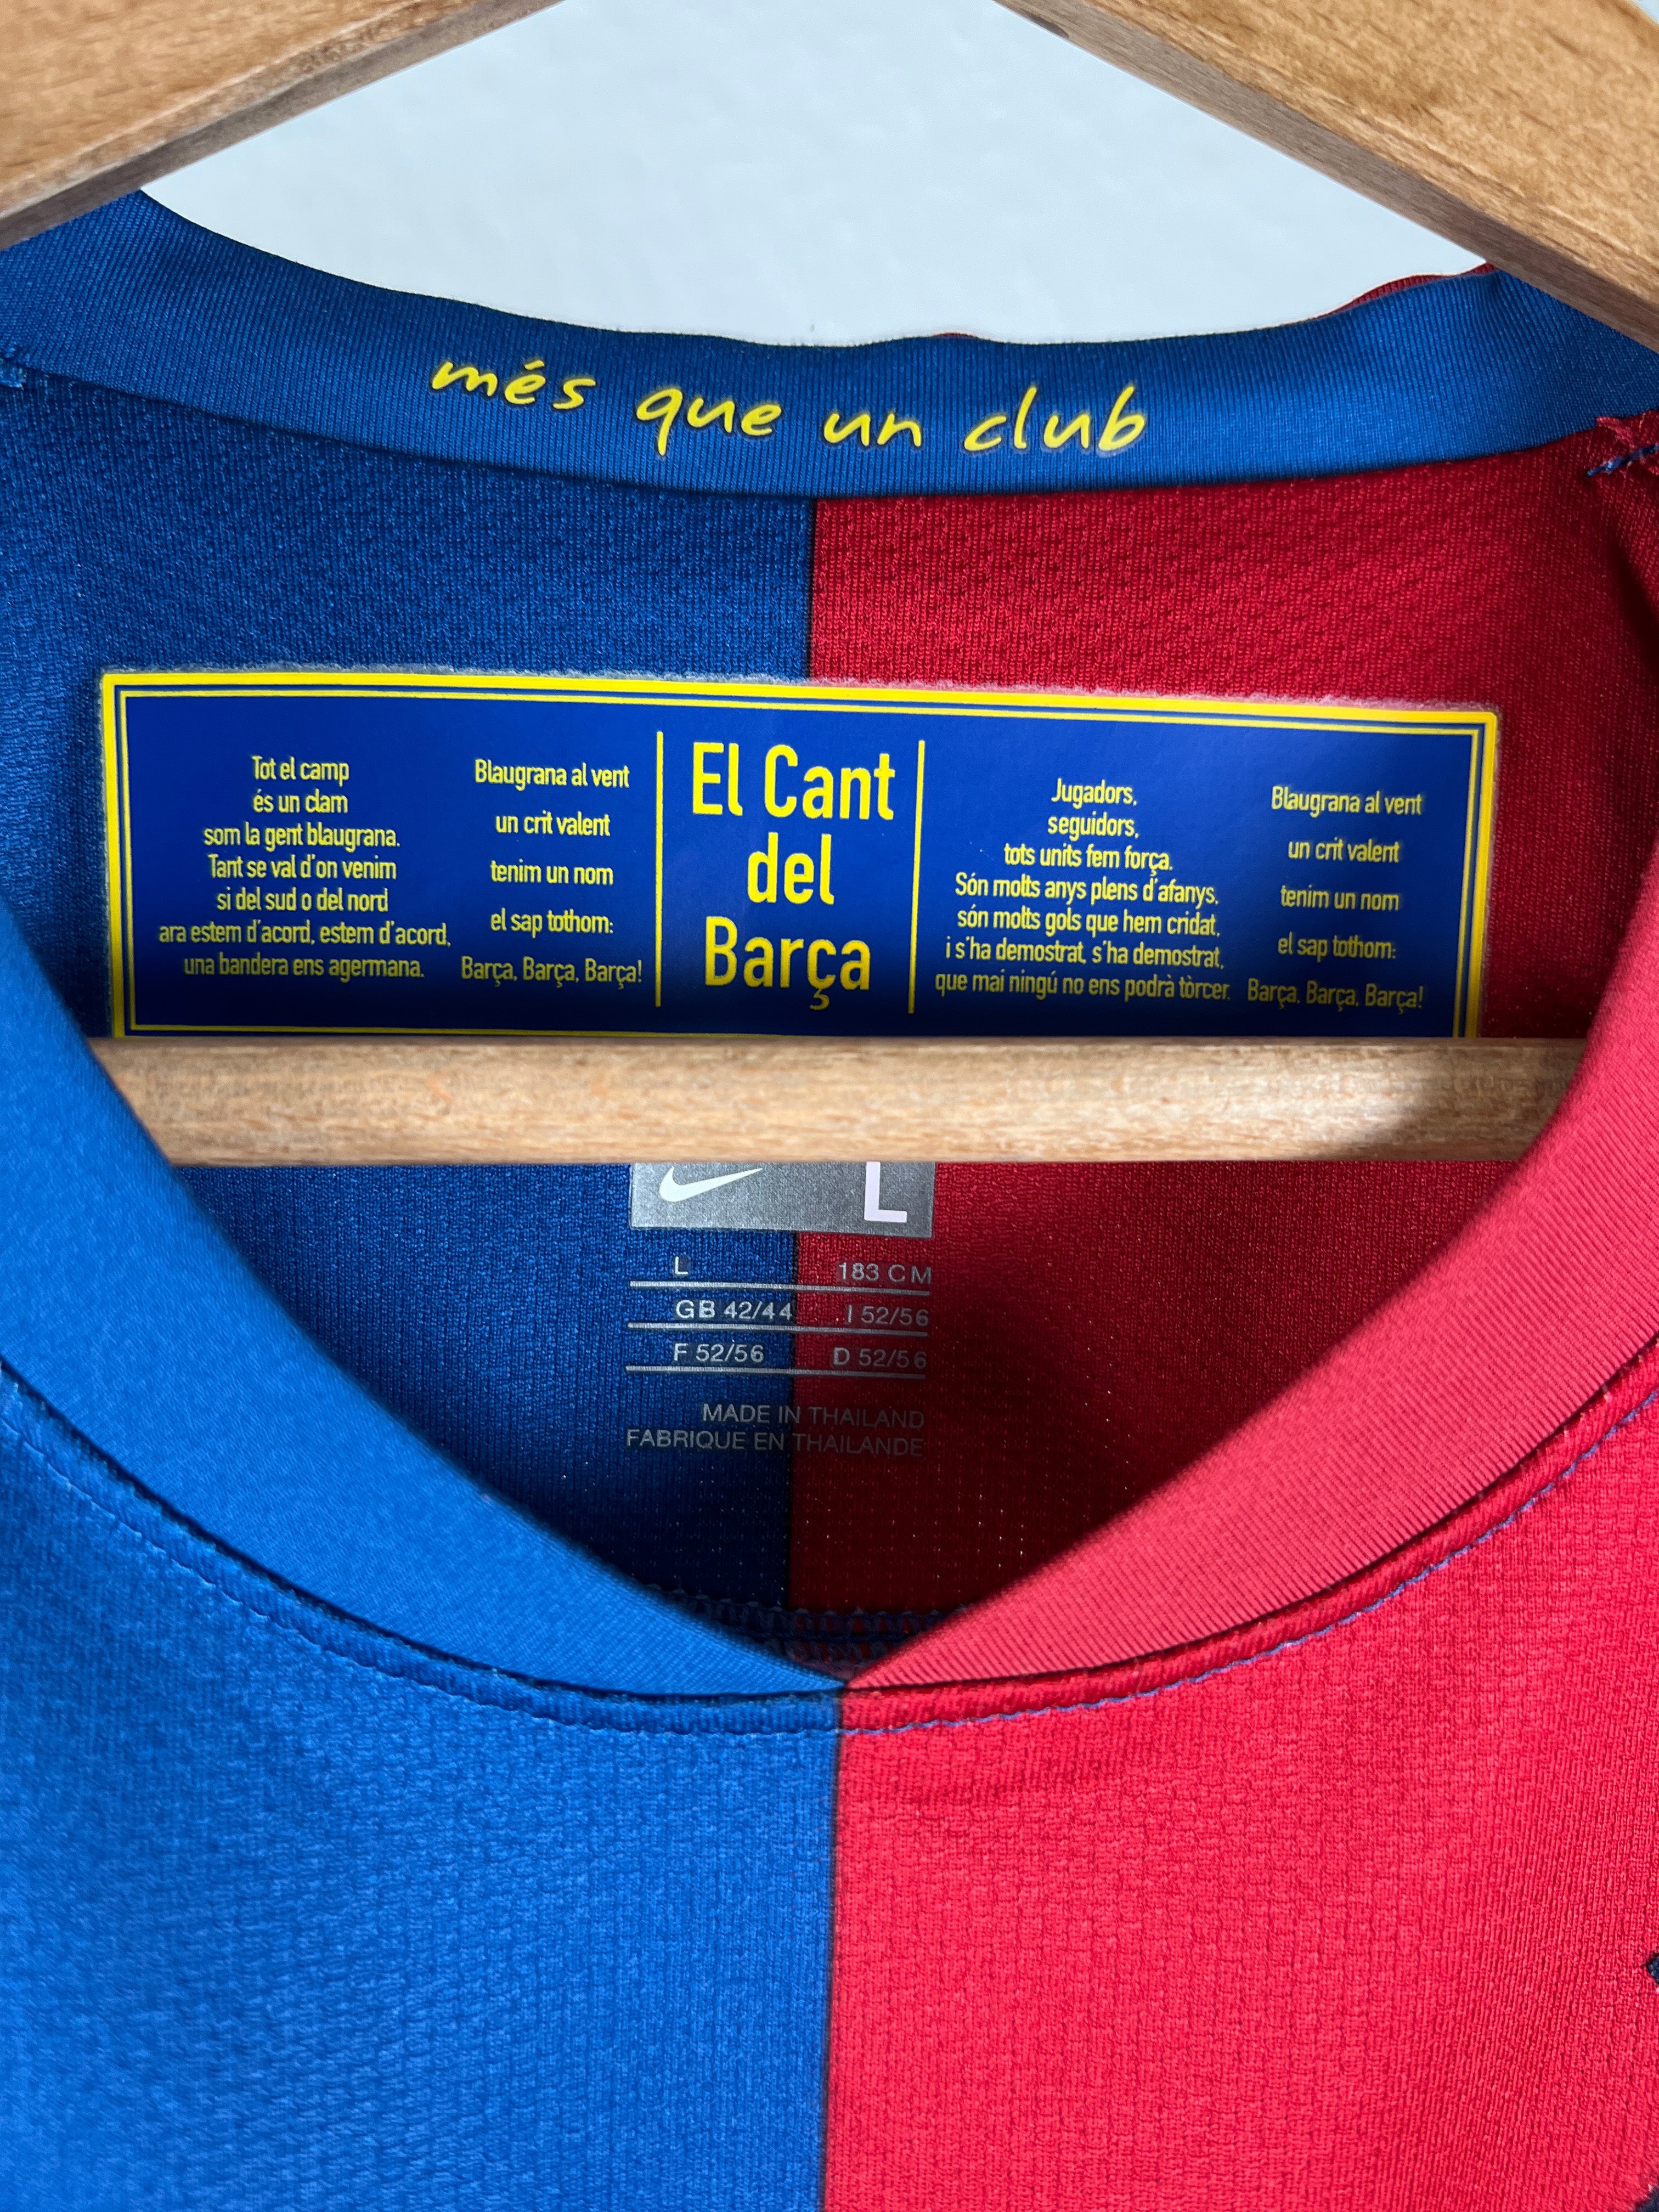 més que un club
Tot el camp
és un clam
som la gent blaugrana.
Tant se val d'on venim
si del sud o del nord
ara estem d'acord, estem d'acord,
una bandera ens agermana.
Blaugrana al vent
un crit valent
tenim un nom
el sap tothom:
Barça, Barça, Barça!
El Cant
del
Barça
Jugadors,
seguidors,
tots units fem força.
Són molts anys plens d'afanys,
són molts gols que hem cridat,
i s'ha demostrat, s'ha demostrat,
que mai ningú no ens podrà tòrcer.
Blaugrana al vent
un crit valent
tenim un nom
el sap tothom:
Barça, Barça, Barça!
L
L 183 CM
GB 42/44 I 52/56
F 52/56 D 52/56
MADE IN THAILAND
FABRIQUE EN THAILANDE